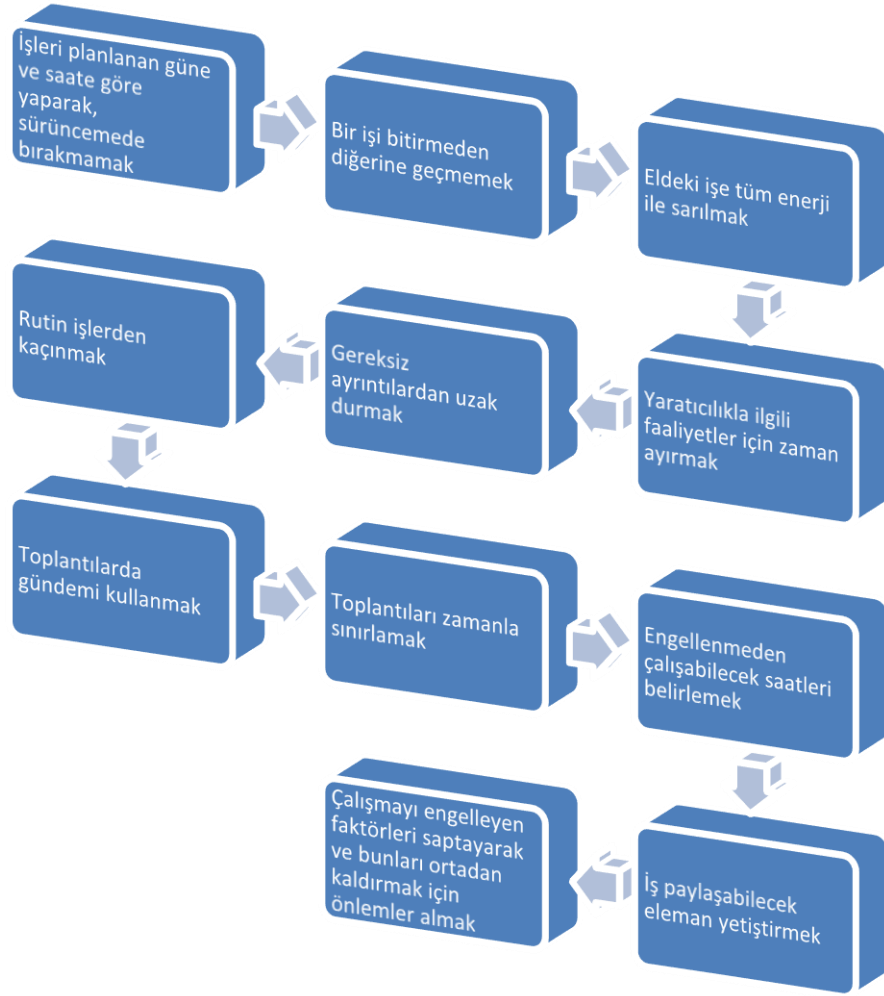 İşleri planlanan güne
ve saate göre
yaparak,
sürüncemede
bırakmamak
Bir işi bitirmeden
diğerine geçmemek
Eldeki işe tüm enerji
ile sarılmak
Yaratıcılıkla ilgili
faaliyetler için zaman
ayırmak
Gereksiz
ayrıntılardan uzak
durmak
Rutin işlerden
kaçınmak
Toplantılarda
gündemi kullanmak
Toplantıları zamanla
sınırlamak
Engellenmeden
çalışabilecek saatleri
belirlemek
İş paylaşabilecek
eleman yetiştirmek
Çalışmayı engelleyen
faktörleri saptayarak
ve bunları ortadan
kaldırmak için
önlemler almak